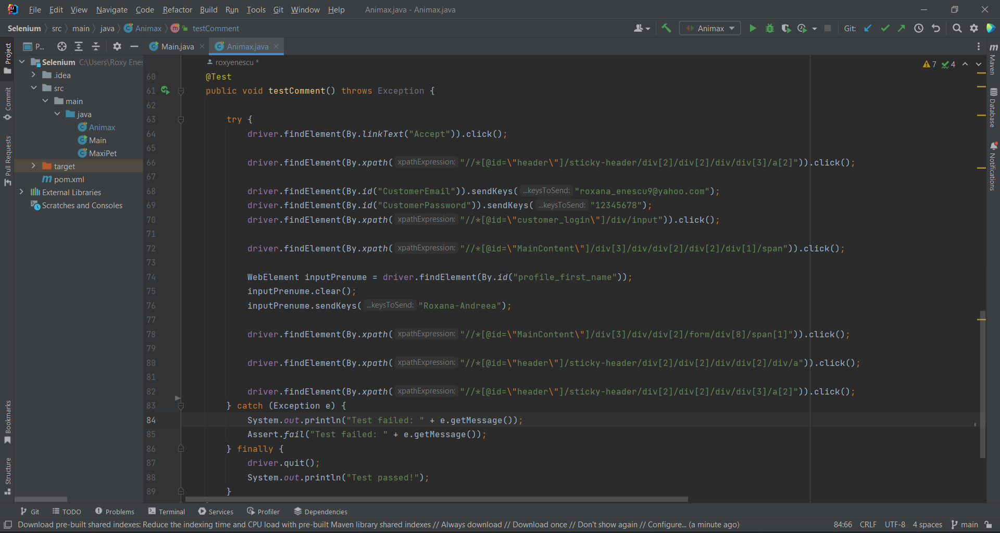 File Edit View Navigate Code Refactor Build Run Tools Git Window Help Animax.java - Animax.java
Selenium src main java Animax testComment Animax Git:
P... Main.java Animax.java
Project
Commit
Pull Requests
Bookmarks
Structure
Selenium C:\Users\Roxy Enes
.idea
src
main
java
Animax
Main
MaxiPet
target
pom.xml
External Libraries
Scratches and Consoles
roxyenescu *
7 4
60 @Test
61 public void testComment() throws Exception {
62
63 try {
64 driver.findElement(By.linkText("Accept")).click();
65
66 driver.findElement(By.xpath( xpathExpression: "//*[@id=\"header\"]/sticky-header/div[2]/div[2]/div/div[3]/a[2]")).click();
67
68 driver.findElement(By.id("CustomerEmail")).sendKeys( ...keysToSend: "roxana_enescu9@yahoo.com");
69 driver.findElement(By.id("CustomerPassword")).sendKeys( ...keysToSend: "12345678");
70 driver.findElement(By.xpath( xpathExpression: "//*[@id=\"customer_login\"]/div/input")).click();
71
72 driver.findElement(By.xpath( xpathExpression: "//*[@id=\"MainContent\"]/div[3]/div/div[2]/div[2]/div[1]/span")).click();
73
74 WebElement inputPrenume = driver.findElement(By.id("profile_first_name"));
75 inputPrenume.clear();
76 inputPrenume.sendKeys( ...keysToSend: "Roxana-Andreea");
77
78 driver.findElement(By.xpath( xpathExpression: "//*[@id=\"MainContent\"]/div[3]/div/div[2]/form/div[8]/span[1]")).click();
79
80 driver.findElement(By.xpath( xpathExpression: "//*[@id=\"header\"]/sticky-header/div[2]/div[2]/div/div[2]/div/a")).click();
81
82 driver.findElement(By.xpath( xpathExpression: "//*[@id=\"header\"]/sticky-header/div[2]/div[2]/div/div[3]/a[2]")).click();
83 } catch (Exception e) {
84 System.out.println("Test failed: " + e.getMessage());
85 Assert.fail("Test failed: " + e.getMessage());
86 } finally {
87 driver.quit();
88 System.out.println("Test passed!");
89 }
m Maven
Database
Notifications
Git TODO Problems Terminal Services Profiler Dependencies
Download pre-built shared indexes: Reduce the indexing time and CPU load with pre-built Maven library shared indexes // Always download // Download once // Don't show again // Configure... (a minute ago) 84:66 CRLF UTF-8 4 spaces main